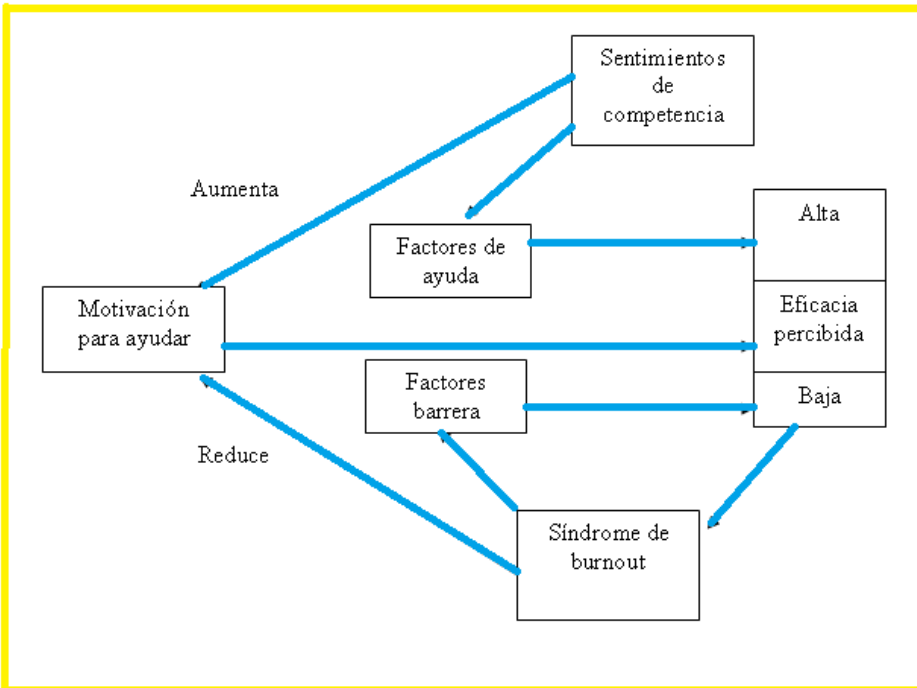 Sentimientos
de
competencia
Aumenta
Alta
Factores de
ayuda
Motivación
para ayudar
Eficacia
percibida
Factores
barrera
Baja
Reduce
Síndrome de
burnout